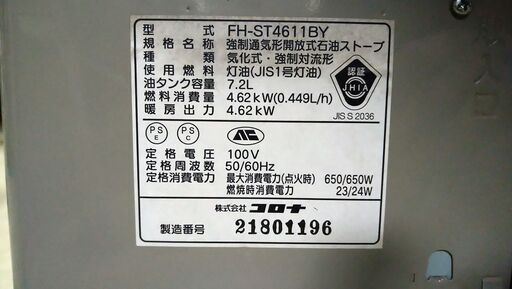 型式 FH-ST4611BY
規格名称 強制通気形開放式石油ストーブ
種類 気化式・強制対流形
使用燃料 灯油(JIS1号灯油)
油タンク容量 7.2L
燃料消費量 4.62kW(0.449L/h)
暖房出力 4.62kW
認証
JHIA
JIS S 2036
PS E PS C
定格電圧 100V
定格周波数 50/60Hz
定格消費電力 最大消費電力(点火時) 650/650W
燃焼時消費電力 23/24W
株式会社 コロナ
製造番号 21801196
入口